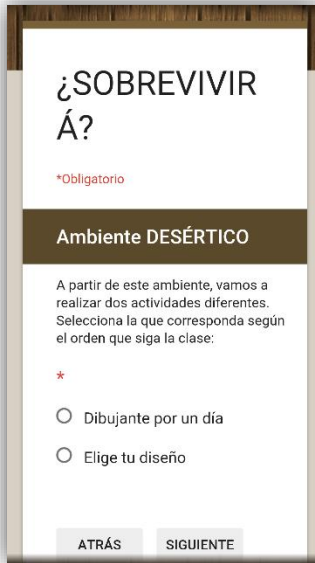 ¿SOBREVIVIR
Á?
*Obligatorio
Ambiente DESÉRTICO
A partir de este ambiente, vamos a
realizar dos actividades diferentes.
Selecciona la que corresponda según
el orden que siga la clase:
*
Dibujante por un día
Elige tu diseño
ATRÁS SIGUIENTE